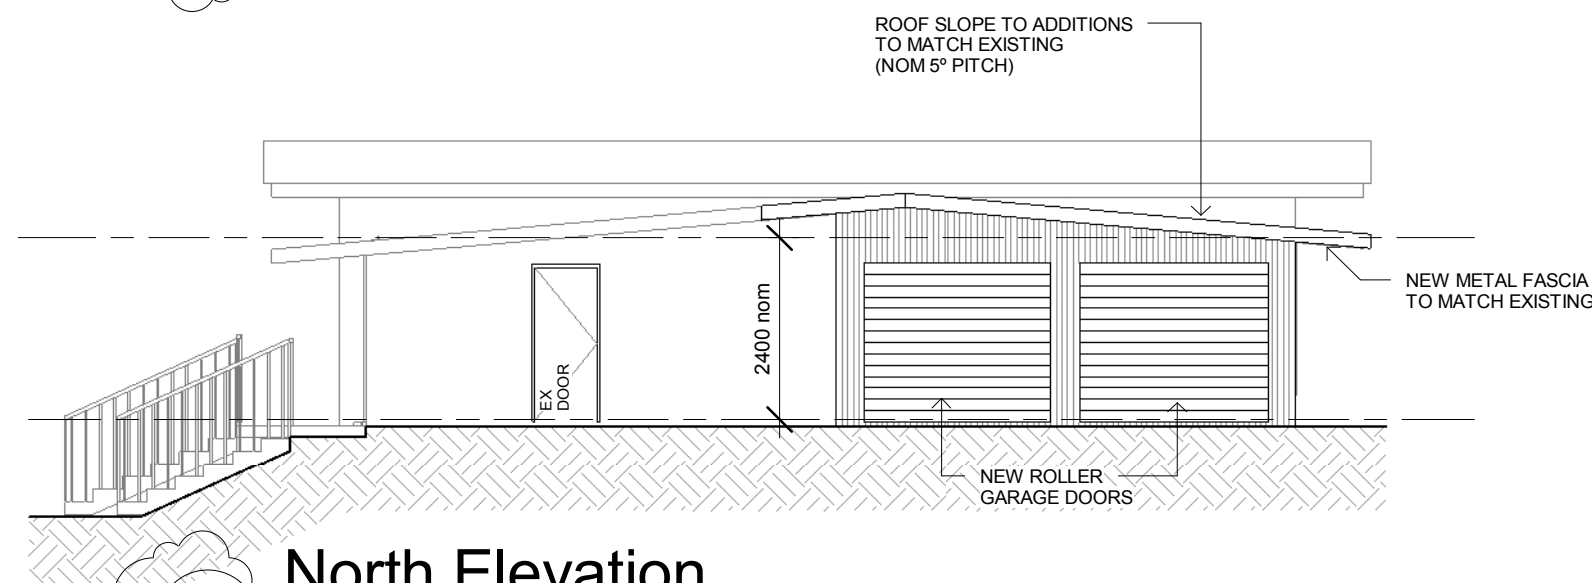 ROOF SLOPE TO ADDITIONS
TO MATCH EXISTING
(NOM 5º PITCH)
NEW METAL FASCIA
TO MATCH EXISTING
2400 nom
EX
DOOR
NEW ROLLER
GARAGE DOORS
North Elevation